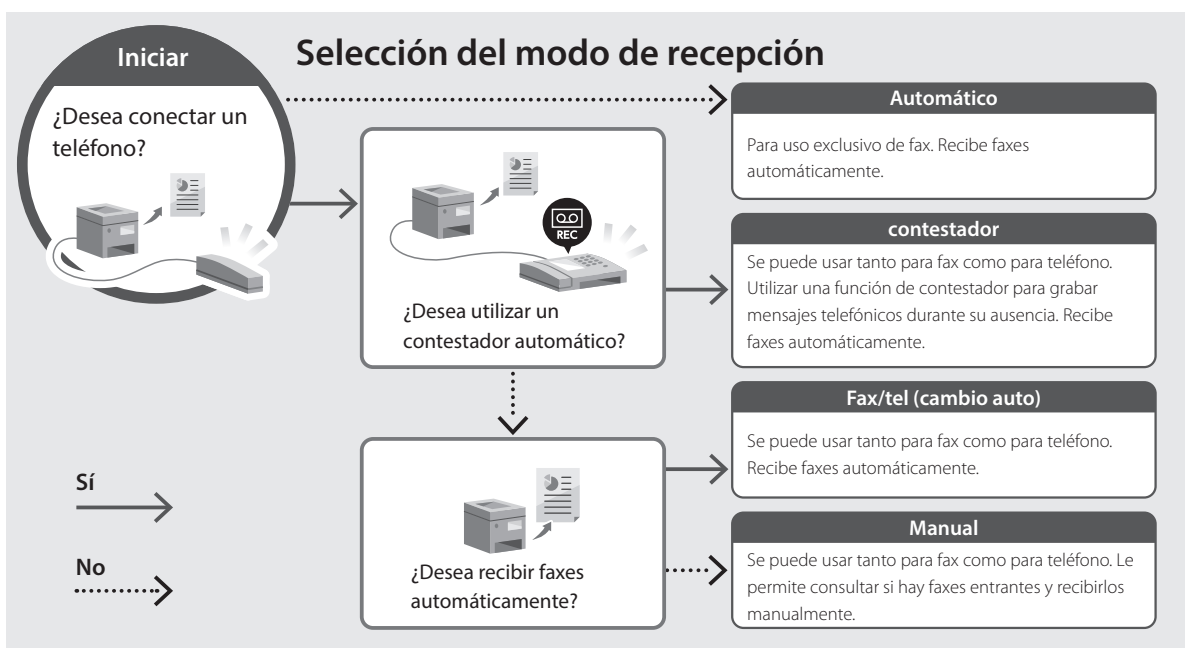 Selección del modo de recepción
Iniciar
¿Desea conectar un
teléfono?
Automático
Para uso exclusivo de fax. Recibe faxes
automáticamente.
REC
¿Desea utilizar un
contestador automático?
contestador
Se puede usar tanto para fax como para teléfono.
Utilizar una función de contestador para grabar
mensajes telefónicos durante su ausencia. Recibe
faxes automáticamente.
Fax/tel (cambio auto)
Se puede usar tanto para fax como para teléfono.
Recibe faxes automáticamente.
¿Desea recibir faxes
automáticamente?
Manual
Se puede usar tanto para fax como para teléfono. Le
permite consultar si hay faxes entrantes y recibirlos
manualmente.
Sí
No